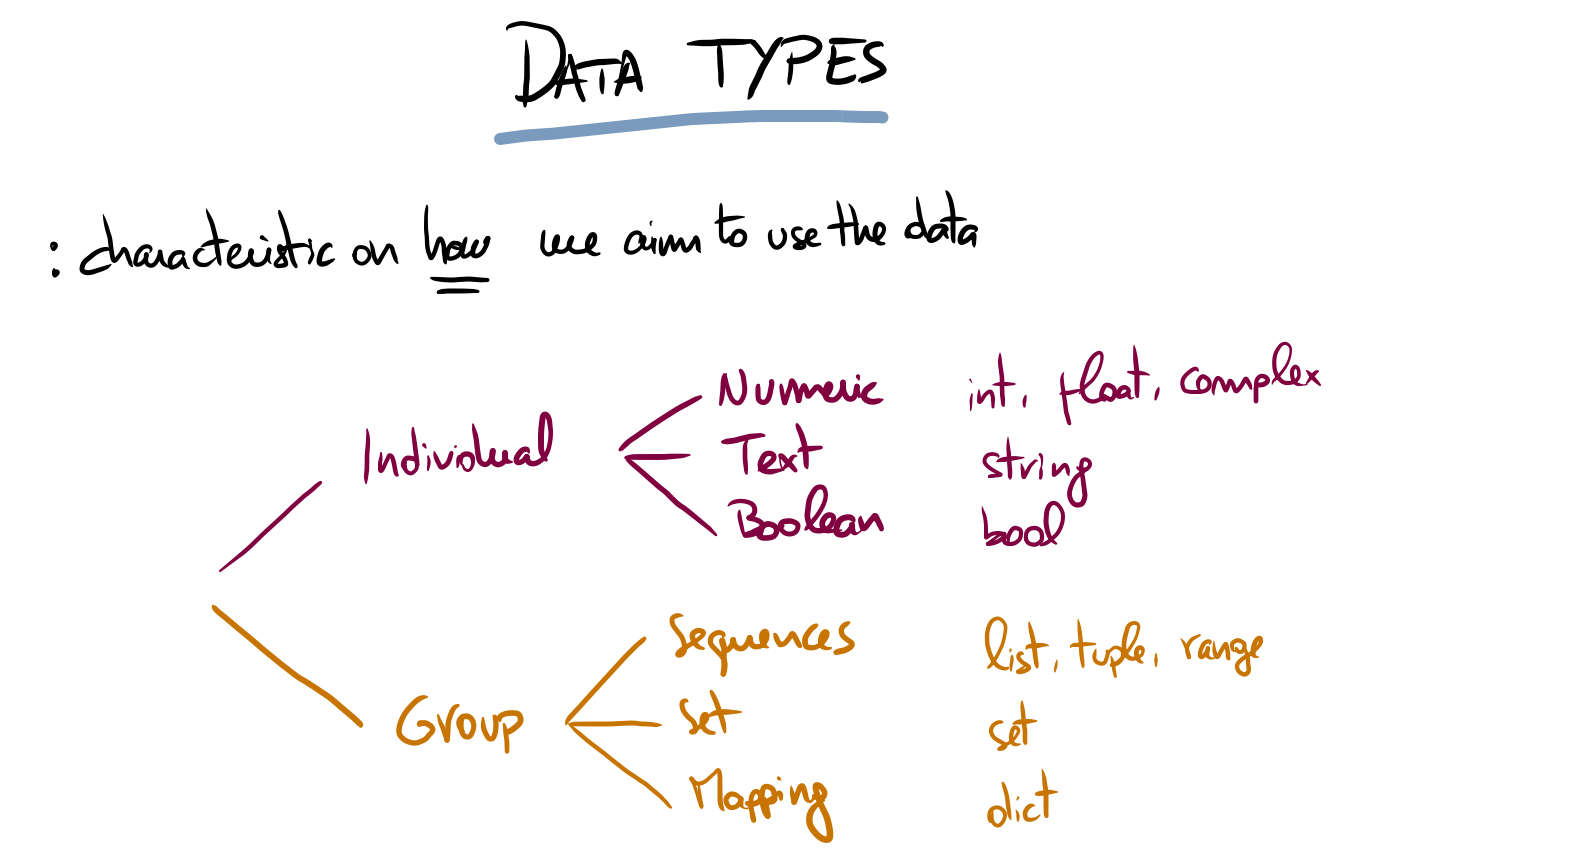 DATA TYPES
: characteristic on how we aim to use the data
Individual
Numeric int, float, complex
Text string
Boolean bool
Group
Sequences list, tuple, range
Set set
Mapping dict